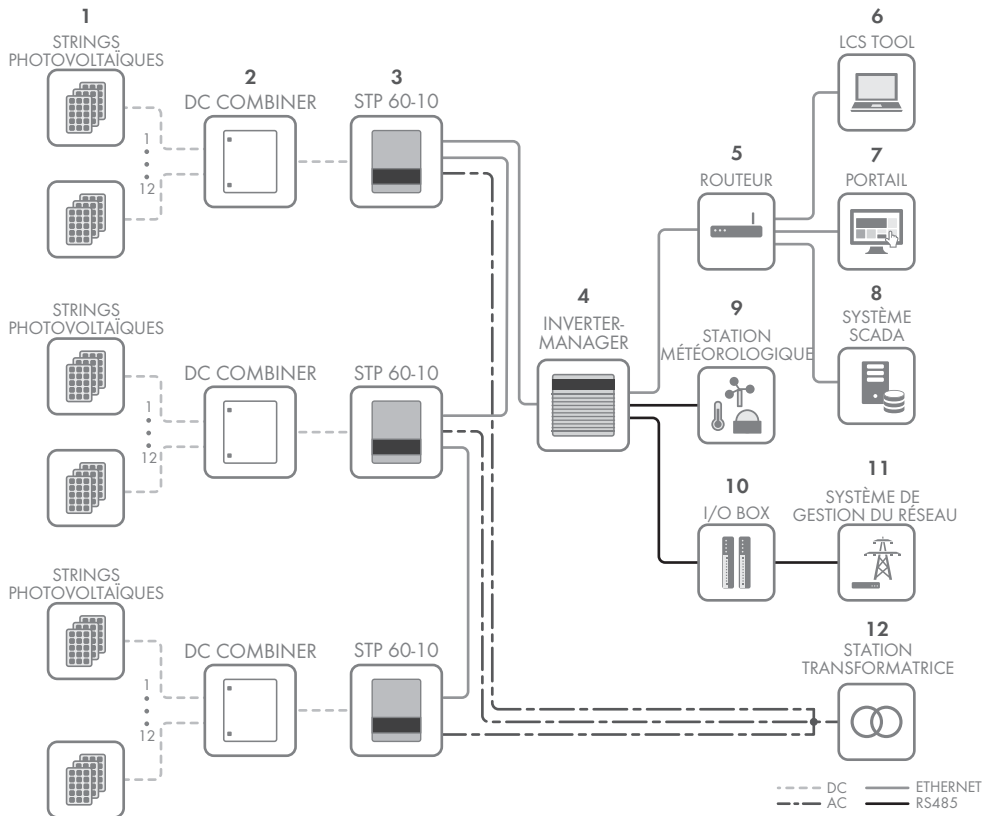 1
STRINGS
PHOTOVOLTAÏQUES
1
12
2
DC COMBINER
3
STP 60-10
STRINGS
PHOTOVOLTAÏQUES
1
12
DC COMBINER
STP 60-10
STRINGS
PHOTOVOLTAÏQUES
1
12
DC COMBINER
STP 60-10
4
INVERTER-
MANAGER
5
ROUTEUR
6
LCS TOOL
7
PORTAIL
8
SYSTÈME
SCADA
9
STATION
MÉTÉOROLOGIQUE
10
I/O BOX
11
SYSTÈME DE
GESTION DU RÉSEAU
12
STATION
TRANSFORMATRICE
DC
AC
ETHERNET
RS485